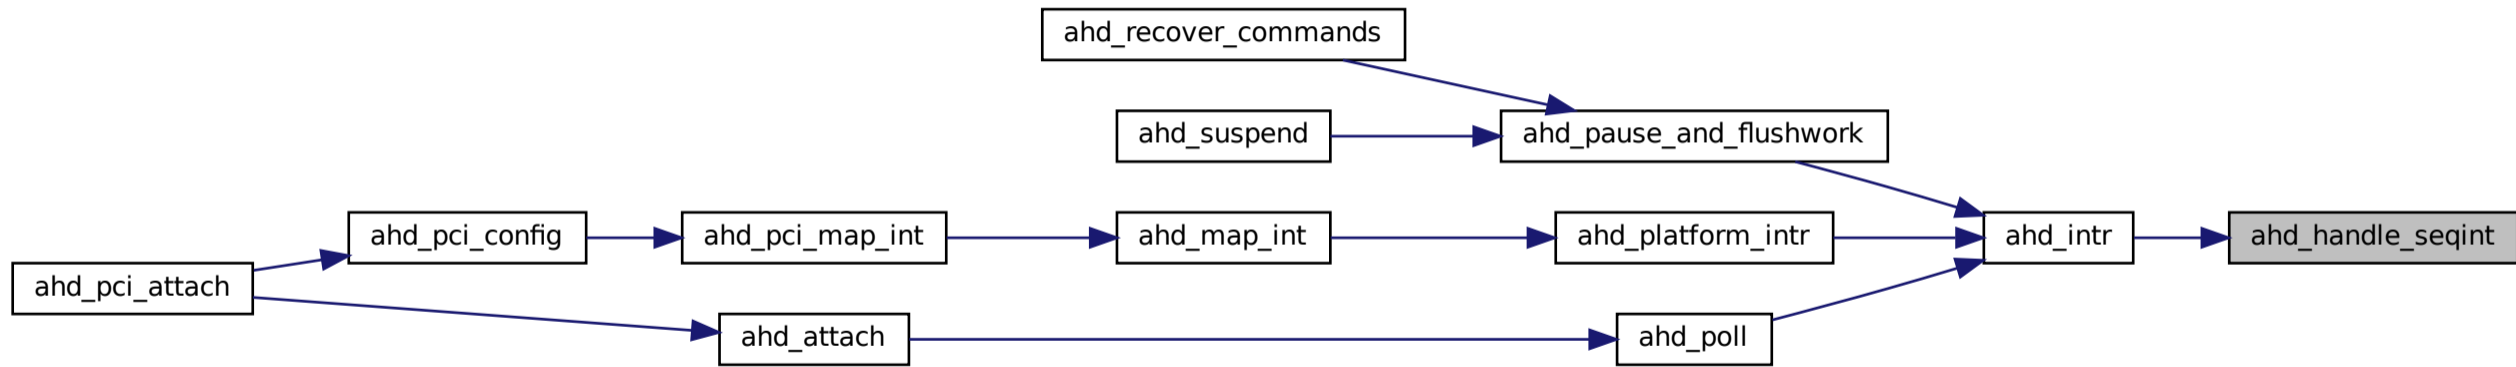 ahd_recover_commands
ahd_suspend
ahd_pause_and_flushwork
ahd_pci_config
ahd_pci_map_int
ahd_map_int
ahd_platform_intr
ahd_intr
ahd_handle_seqint
ahd_pci_attach
ahd_attach
ahd_poll